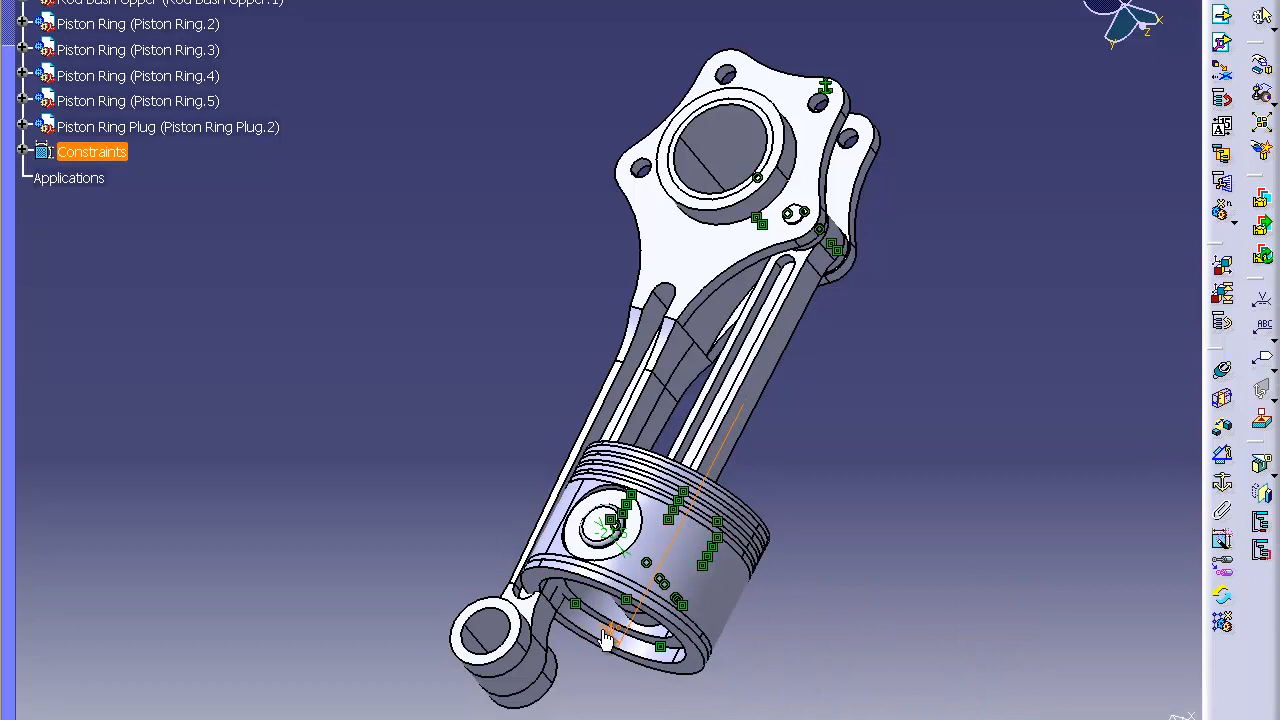 Piston Ring (Piston Ring.2)
Piston Ring (Piston Ring.3)
Piston Ring (Piston Ring.4)
Piston Ring (Piston Ring.5)
Piston Ring Plug (Piston Ring Plug.2)
Constraints
Applications
x
z
y
ABC